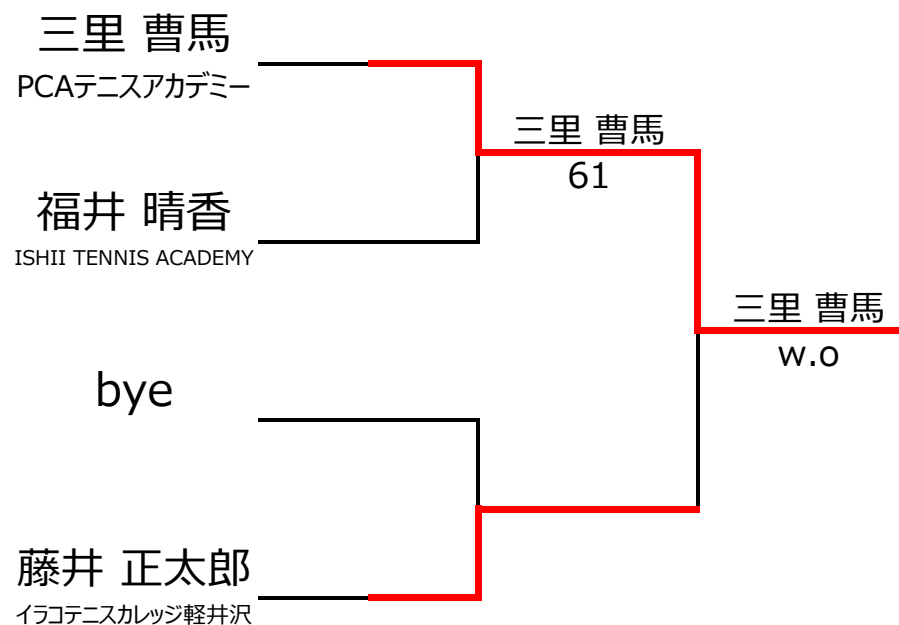 三里 曹馬
PCAテニスアカデミー
三里 曹馬
61
福井 晴香
ISHII TENNIS ACADEMY
三里 曹馬
w.o
bye
藤井 正太郎
イラコテニスカレッジ軽井沢